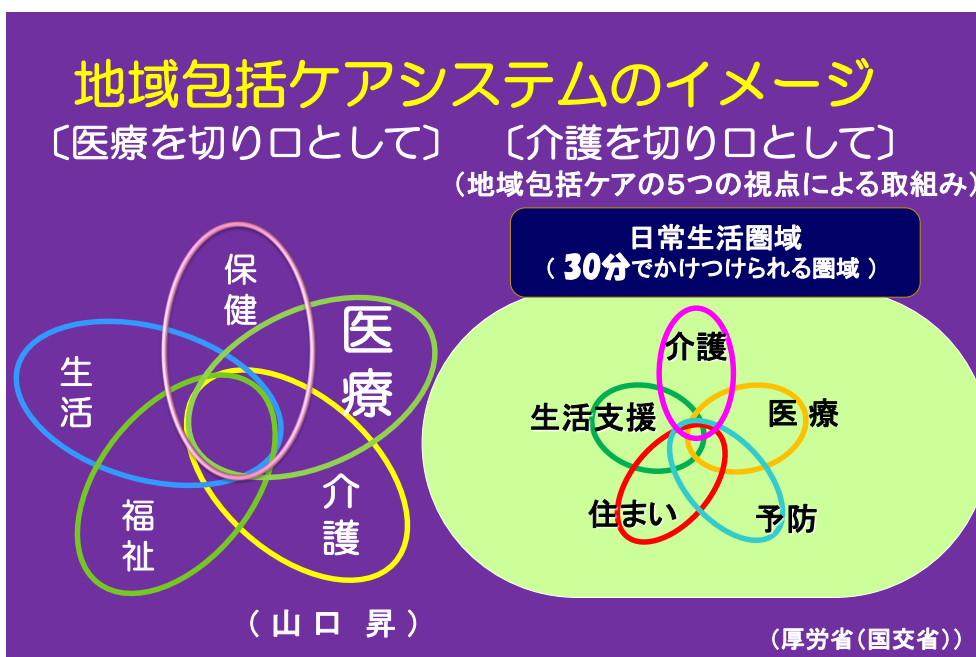 地域包括ケアシステムのイメージ
〔医療を切り口として〕
〔介護を切り口として〕
(地域包括ケアの5つの視点による取組み)
日常生活圏域
( 30分でかけつけられる圏域 )
保健
医療
生活
介護
福祉
(山口 昇)
介護
生活支援
医療
住まい
予防
(厚労省(国交省))